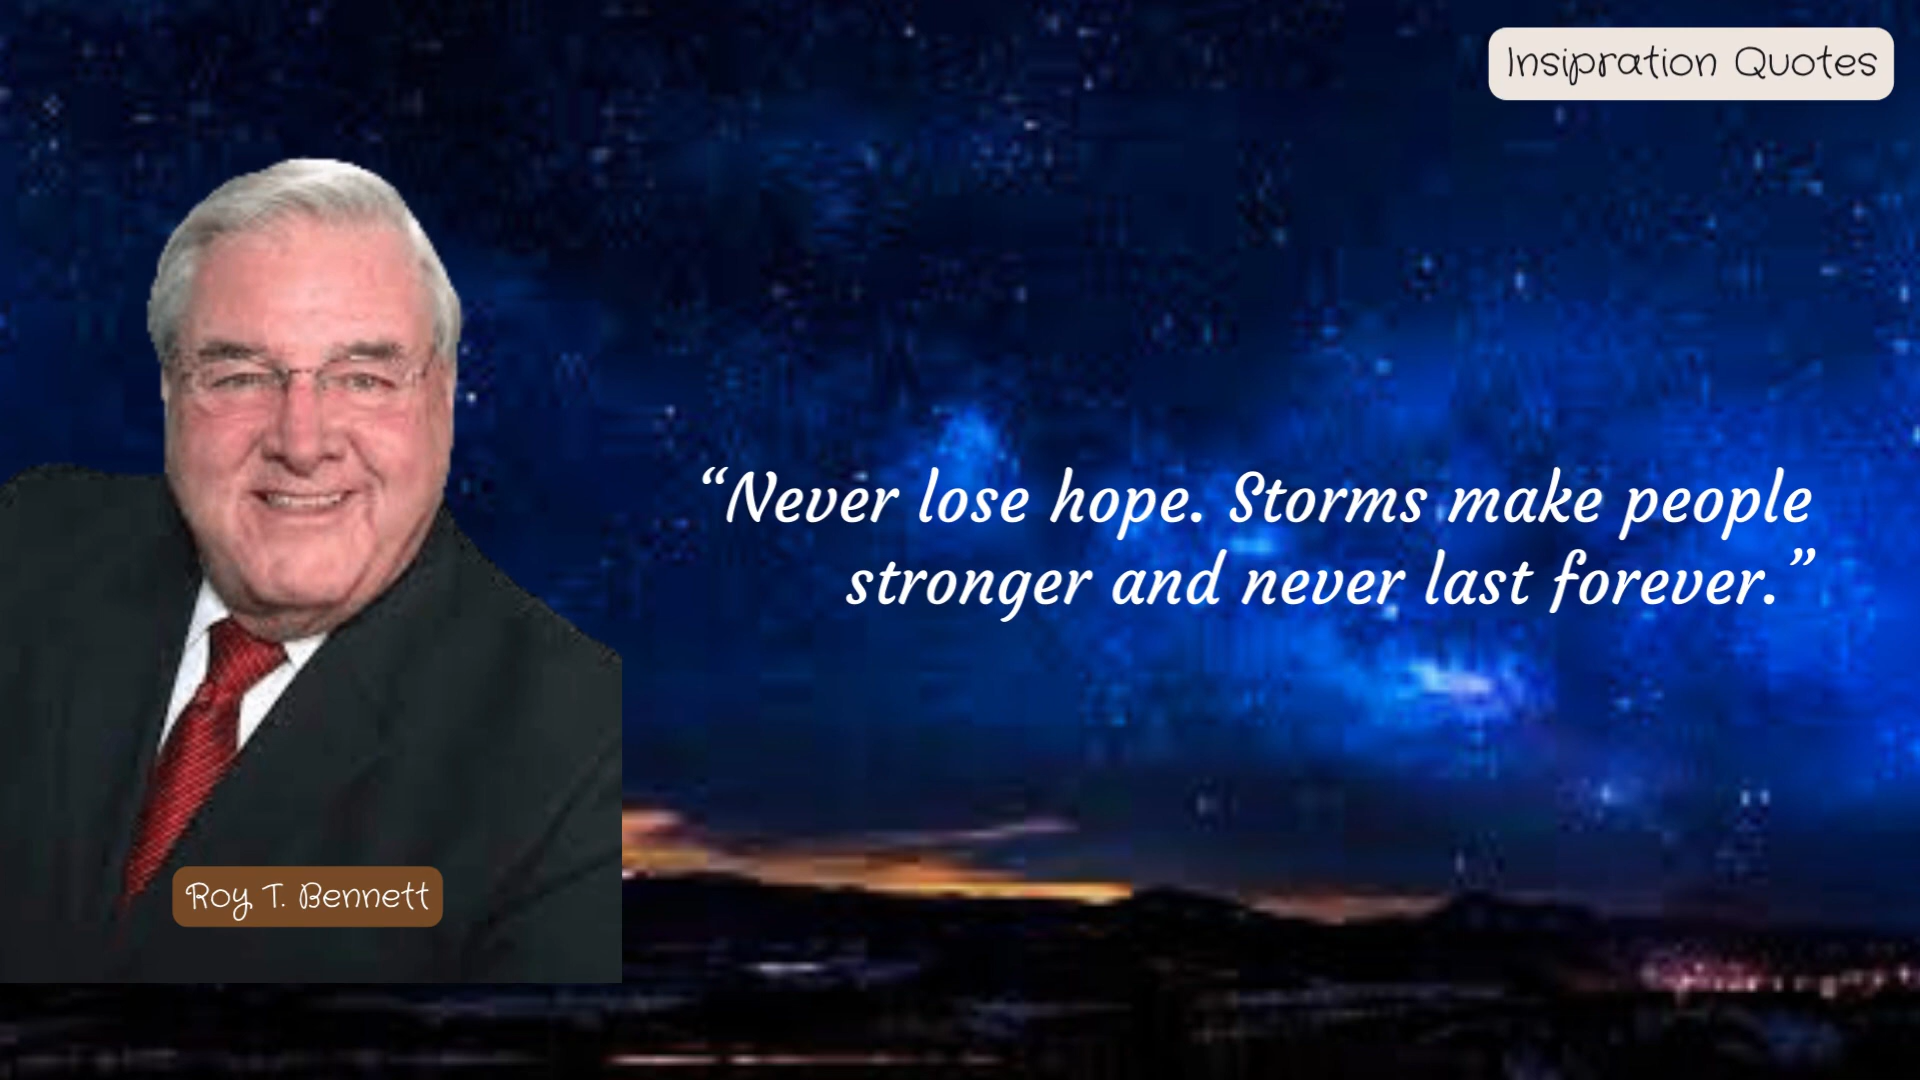 Insipration Quotes
“Never lose hope. Storms make people
stronger and never last forever.”
Roy T. Bennett